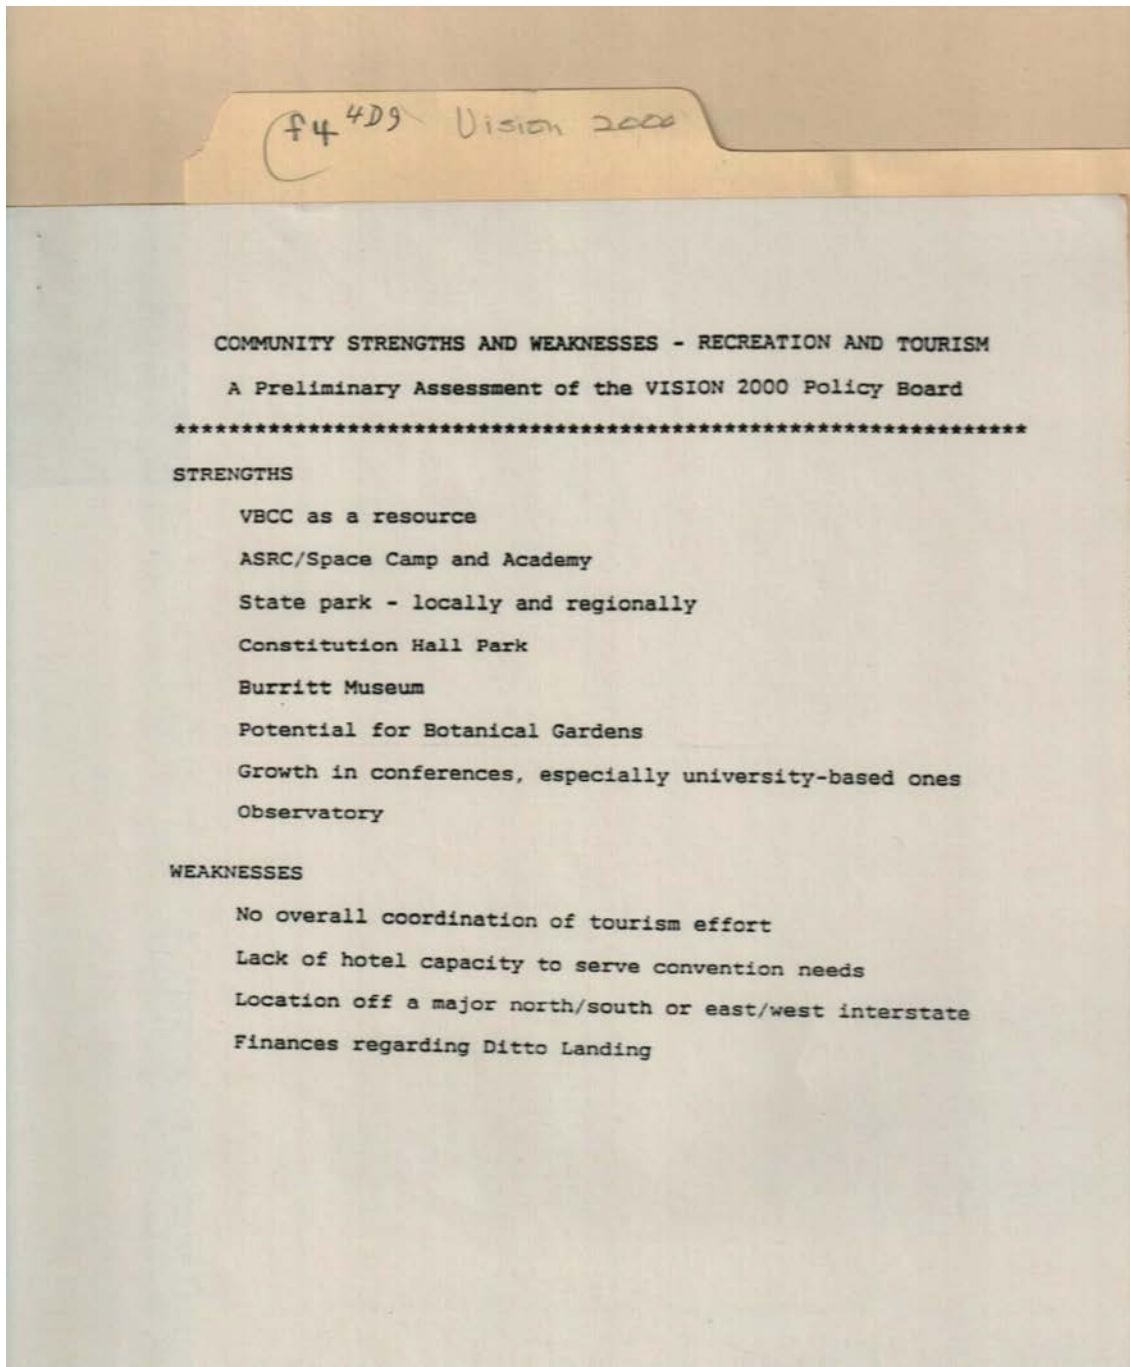 f4 4D9 Vision 2000
COMMUNITY STRENGTHS AND WEAKNESSES - RECREATION AND TOURISM
A Preliminary Assessment of the VISION 2000 Policy Board
****************************************************************
STRENGTHS
VBCC as a resource
ASRC/Space Camp and Academy
State park - locally and regionally
Constitution Hall Park
Burritt Museum
Potential for Botanical Gardens
Growth in conferences, especially university-based ones
Observatory
WEAKNESSES
No overall coordination of tourism effort
Lack of hotel capacity to serve convention needs
Location off a major north/south or east/west interstate
Finances regarding Ditto Landing